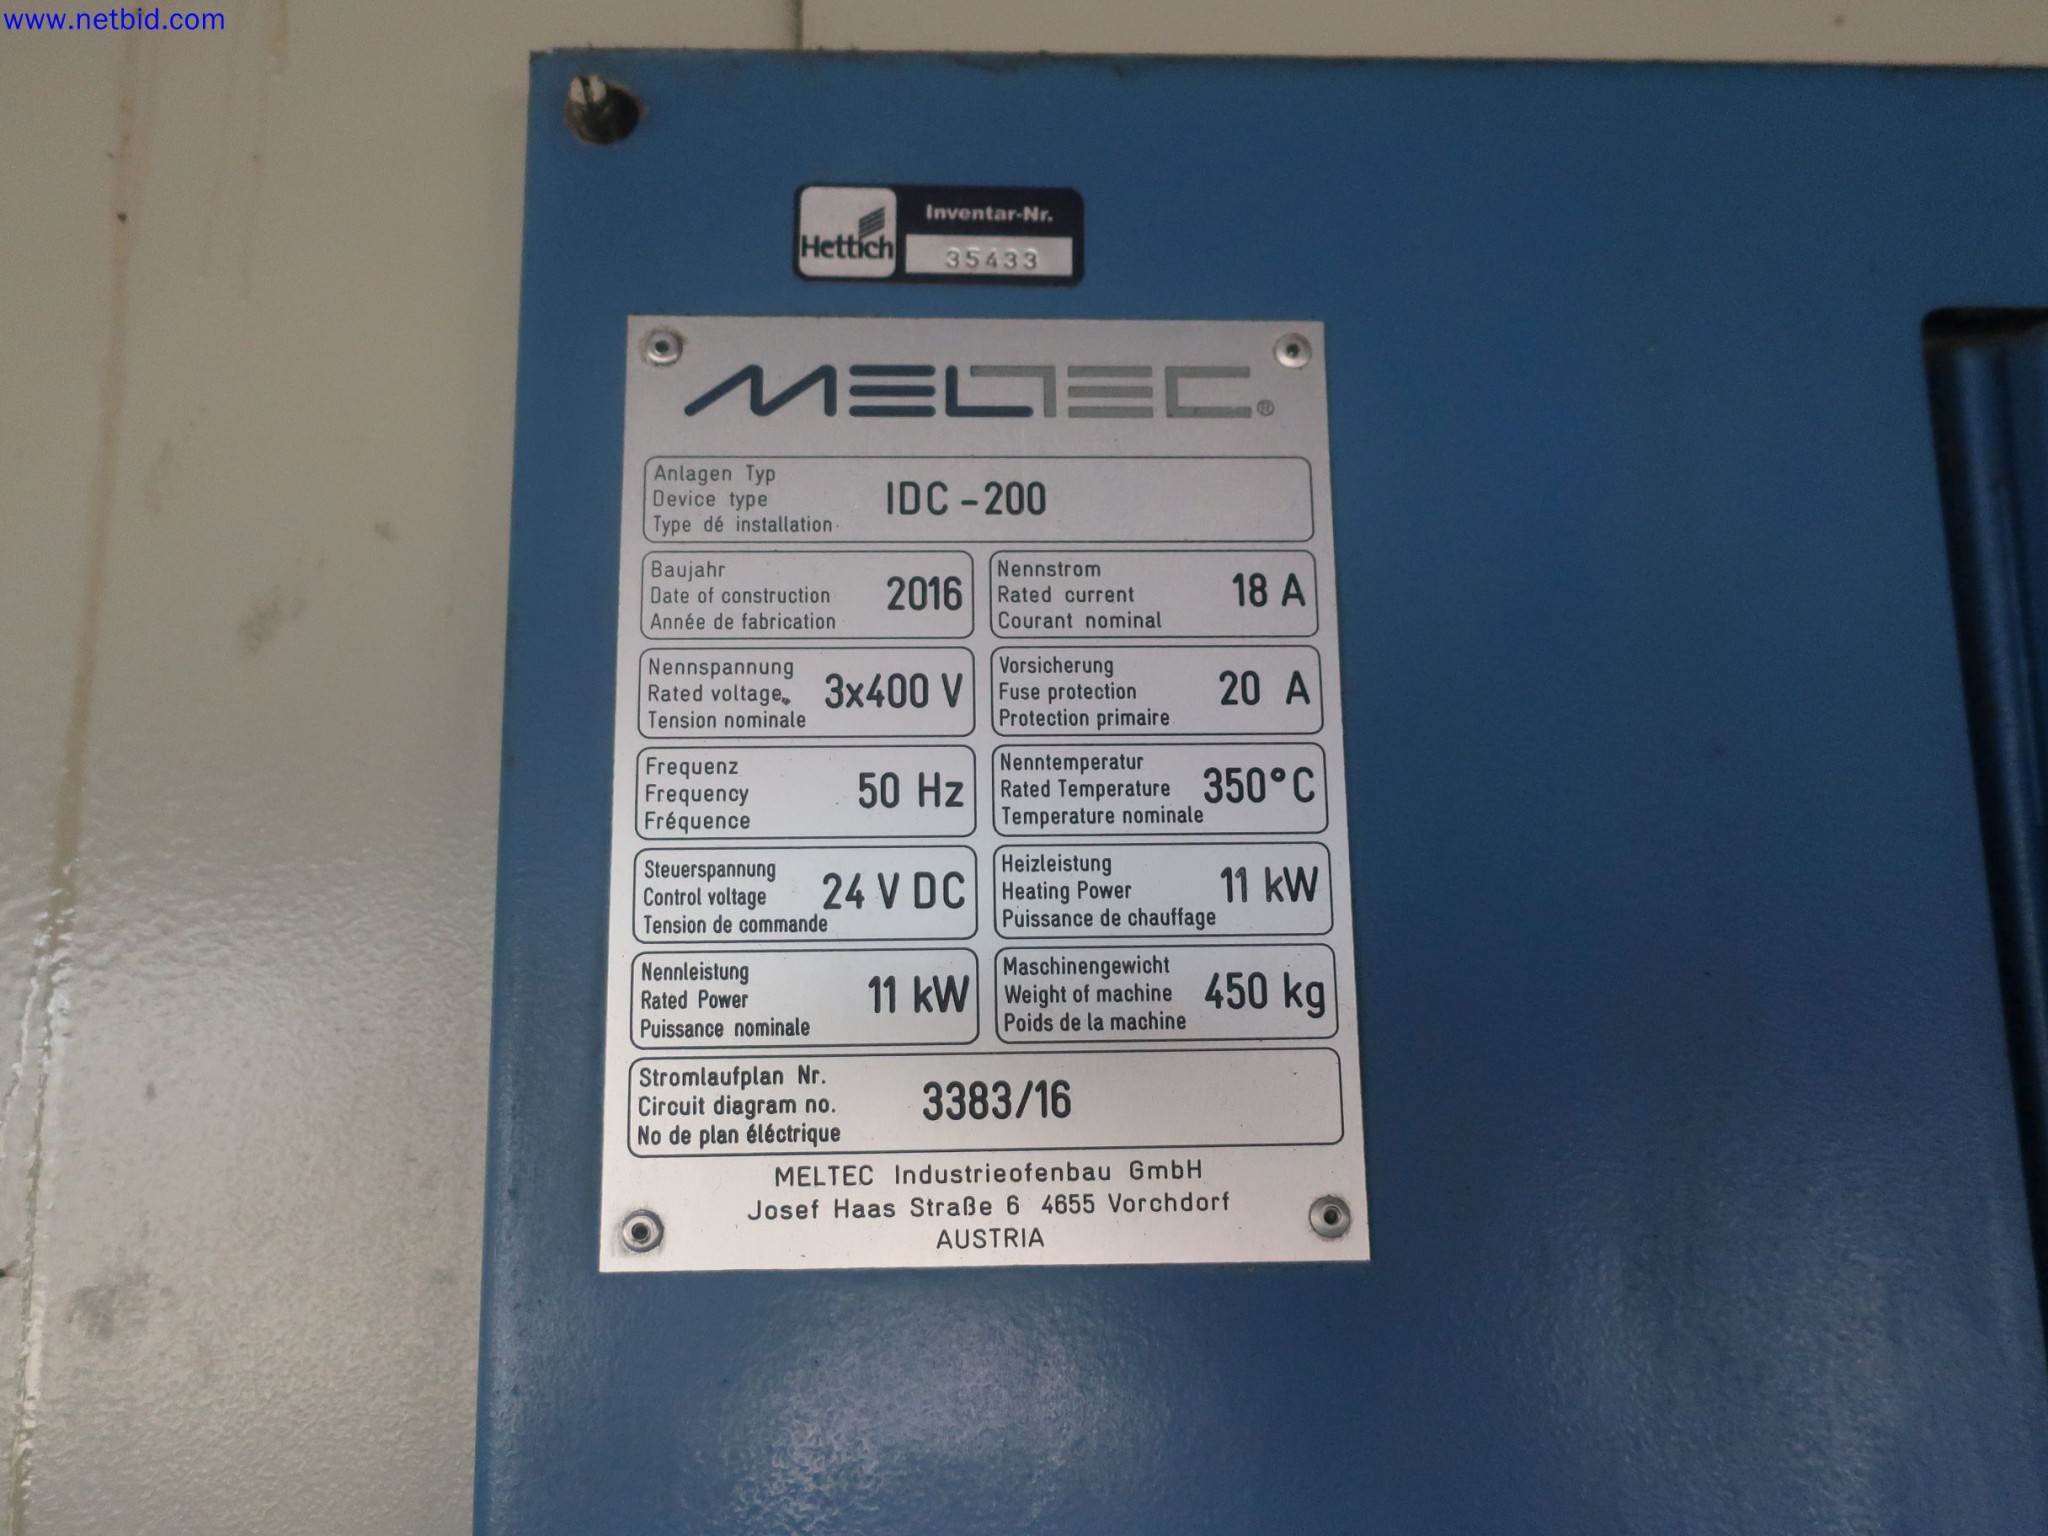 www.netbid.com
Hettich
Inventar-Nr.
35433
MELTEC®
Anlagen Typ
Device type
Type dé installation
IDC - 200
Baujahr
Date of construction
Année de fabrication
2016
Nennstrom
Rated current
Courant nominal
18 A
Nennspannung
Rated voltage
Tension nominale
3x400 V
Vorsicherung
Fuse protection
Protection primaire
20 A
Frequenz
Frequency
Fréquence
50 Hz
Nenntemperatur
Rated Temperature
Temperature nominale
350°C
Steuerspannung
Control voltage
Tension de commande
24 V DC
Heizleistung
Heating Power
Puissance de chauffage
11 kW
Nennleistung
Rated Power
Puissance nominale
11 kW
Maschinengewicht
Weight of machine
Poids de la machine
450 kg
Stromlaufplan Nr.
Circuit diagram no.
No de plan éléctrique
3383/16
MELTEC Industrieofenbau GmbH
Josef Haas Straße 6 4655 Vorchdorf
AUSTRIA